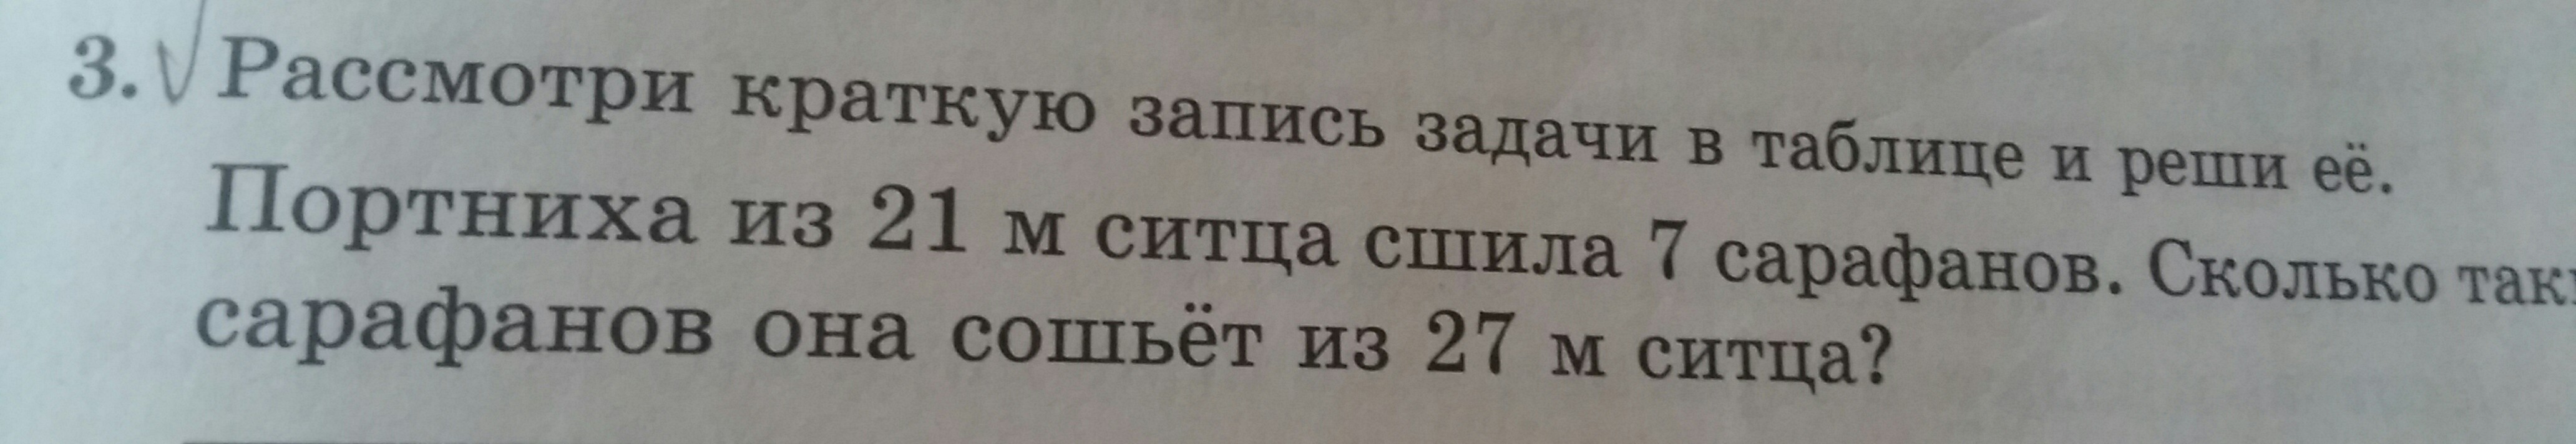 3. Рассмотри краткую запись задачи в таблице и реши её.
Портниха из 21 м ситца сшила 7 сарафанов. Сколько
сарафанов она сошьёт из 27 м ситца?